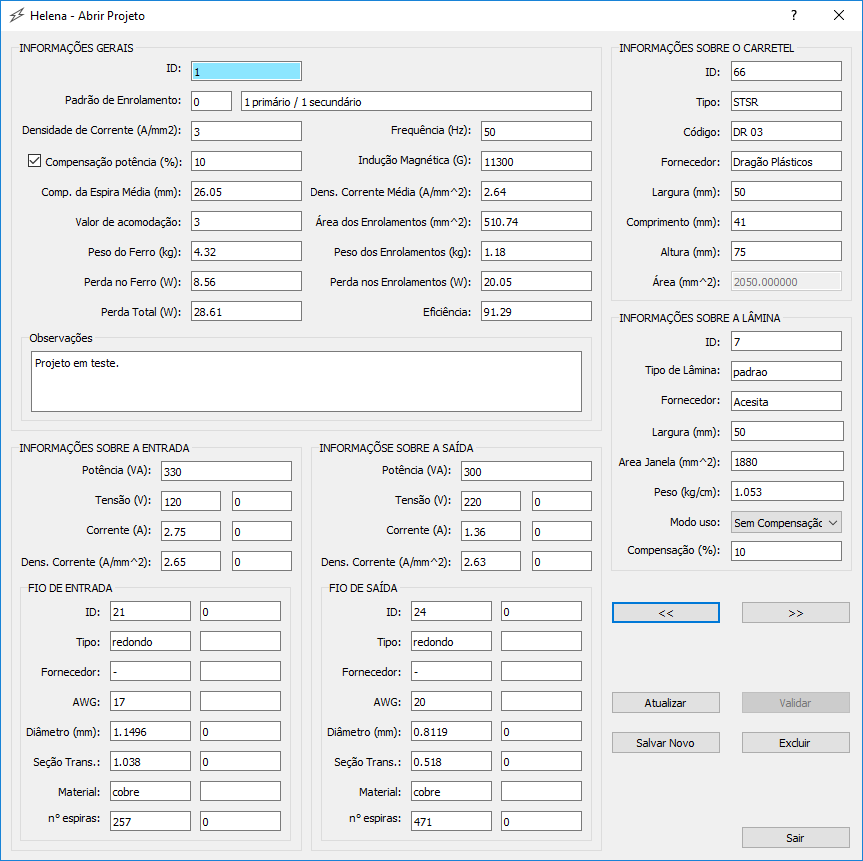 Helena - Abrir Projeto ? ×
INFORMAÇÕES GERAIS
ID: 1
Padrão de Enrolamento: 0 1 primário / 1 secundário
Densidade de Corrente (A/mm2): 3 Frequência (Hz): 50
Compensação potência (%): 10 Indução Magnética (G): 11300
Comp. da Espira Média (mm): 26.05 Dens. Corrente Média (A/mm^2): 2.64
Valor de acomodação: 3 Área dos Enrolamentos (mm^2): 510.74
Peso do Ferro (kg): 4.32 Peso dos Enrolamentos (kg): 1.18
Perda no Ferro (W): 8.56 Perda nos Enrolamentos (W): 20.05
Perda Total (W): 28.61 Eficiência: 91.29
Observações
Projeto em teste.
INFORMAÇÕES SOBRE O CARRETEL
ID: 66
Tipo: STSR
Código: DR 03
Fornecedor: Dragão Plásticos
Largura (mm): 50
Comprimento (mm): 41
Altura (mm): 75
Área (mm^2): 2050.000000
INFORMAÇÕES SOBRE A LÂMINA
ID: 7
Tipo de Lâmina: padrao
Fornecedor: Acesita
Largura (mm): 50
Area Janela (mm^2): 1880
Peso (kg/cm): 1.053
Modo uso: Sem Compensação
Compensação (%): 10
INFORMAÇÕES SOBRE A ENTRADA
Potência (VA): 330
Tensão (V): 120 0
Corrente (A): 2.75 0
Dens. Corrente (A/mm^2): 2.65 0
FIO DE ENTRADA
ID: 21 0
Tipo: redondo
Fornecedor: -
AWG: 17
Diâmetro (mm): 1.1496 0
Seção Trans.: 1.038 0
Material: cobre
nº espiras: 257 0
INFORMAÇÕSE SOBRE A SAÍDA
Potência (VA): 300
Tensão (V): 220 0
Corrente (A): 1.36 0
Dens. Corrente (A/mm^2): 2.63 0
FIO DE SAÍDA
ID: 24 0
Tipo: redondo
Fornecedor: -
AWG: 20
Diâmetro (mm): 0.8119 0
Seção Trans.: 0.518 0
Material: cobre
nº espiras: 471 0
<< >>
Atualizar Validar
Salvar Novo Excluir
Sair